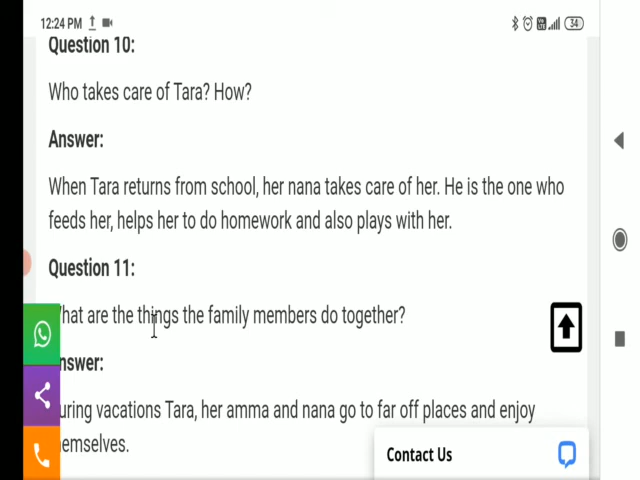 12:24 PM
34
Question 10:
Who takes care of Tara? How?
Answer:
When Tara returns from school, her nana takes care of her. He is the one who
feeds her, helps her to do homework and also plays with her.
Question 11:
What are the things the family members do together?
nswer:
uring vacations Tara, her amma and nana go to far off places and enjoy
hemselves.
Contact Us